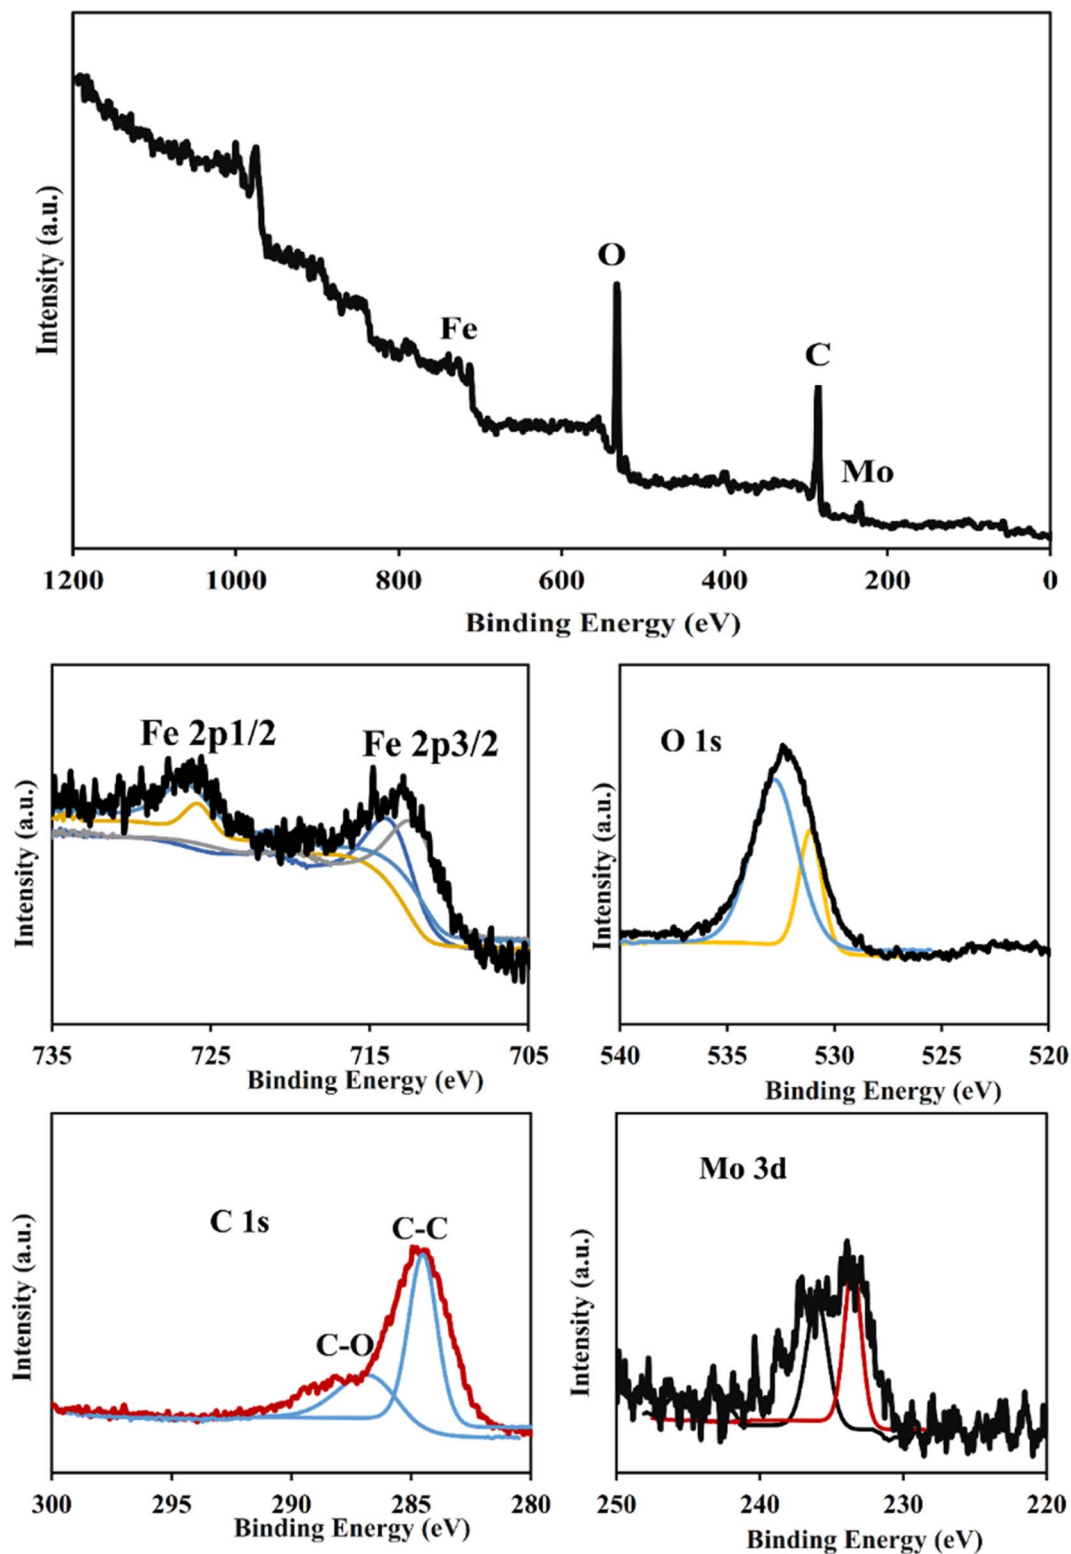 Intensity (a.u.)
Fe
O
C
Mo
1200 1000 800 600 400 200 0
Binding Energy (eV)
Intensity (a.u.)
Fe 2p1/2
Fe 2p3/2
735 725 715 705
Binding Energy (eV)
Intensity (a.u.)
O 1s
540 535 530 525 520
Binding Energy (eV)
Intensity (a.u.)
C 1s
C-C
C-O
300 295 290 285 280
Binding Energy (eV)
Intensity (a.u.)
Mo 3d
250 240 230 220
Binding Energy (eV)